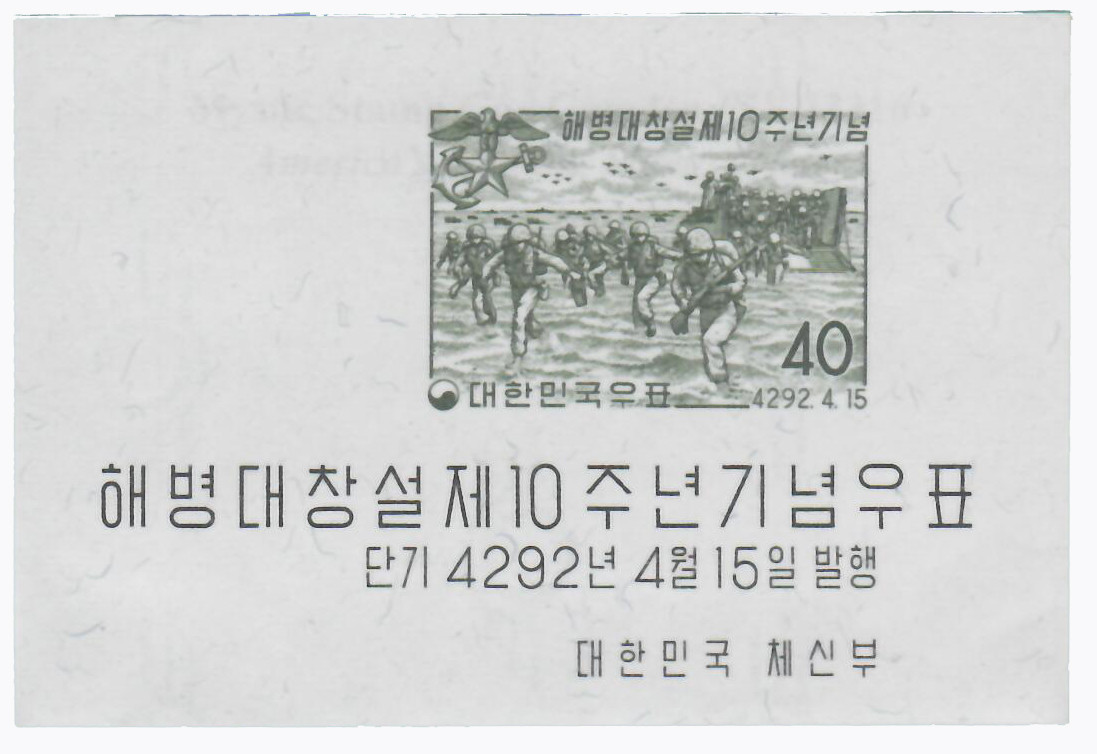 해병대창설제10주년기념
40
대한민국우표
4292.4.15
해병대창설제10주년기념우표
단기 4292년 4월 15일 발행
대한민국 체신부